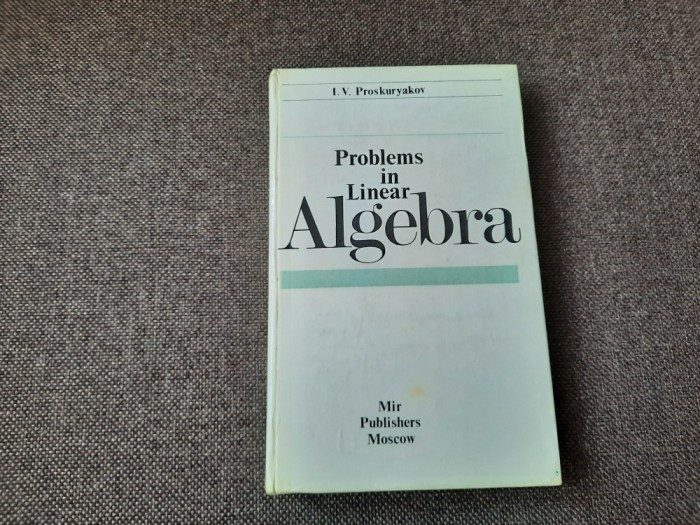 I. V. Proskuryakov
Problems
in
Linear
Algebra
Mir
Publishers
Moscow